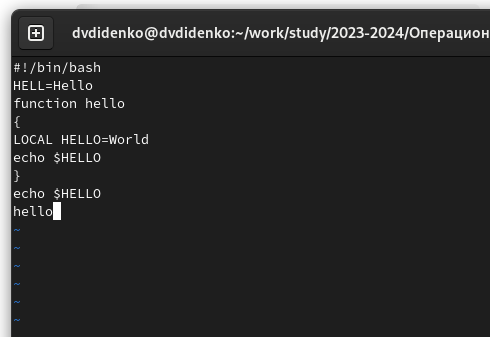 dvdidenko@dvdidenko:~/work/study/2023-2024/Операцион
#!/bin/bash
HELL=Hello
function hello
{
LOCAL HELLO=World
echo $HELLO
}
echo $HELLO
hello
~
~
~
~
~
~